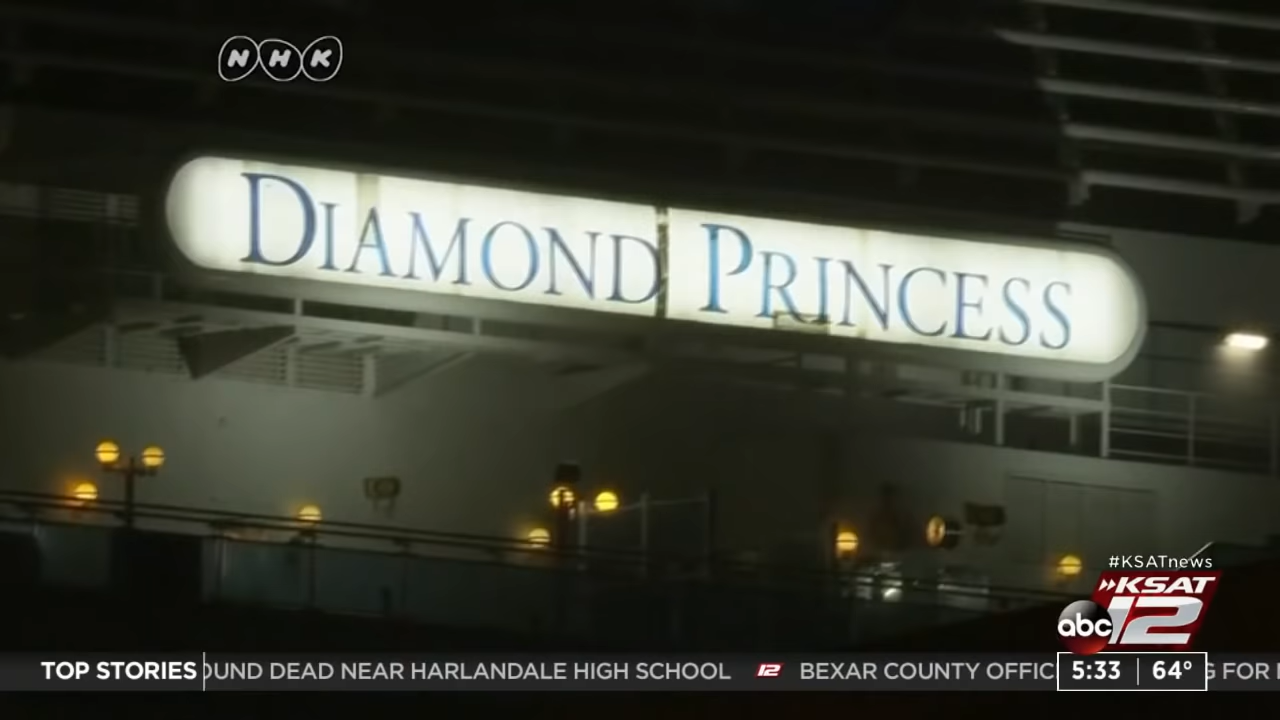 NHK
DIAMOND PRINCESS
#KSATnews
KSAT
abc 12
TOP STORIES OUND DEAD NEAR HARLANDALE HIGH SCHOOL 12 BEXAR COUNTY OFFIC 5:33 64° G FOR